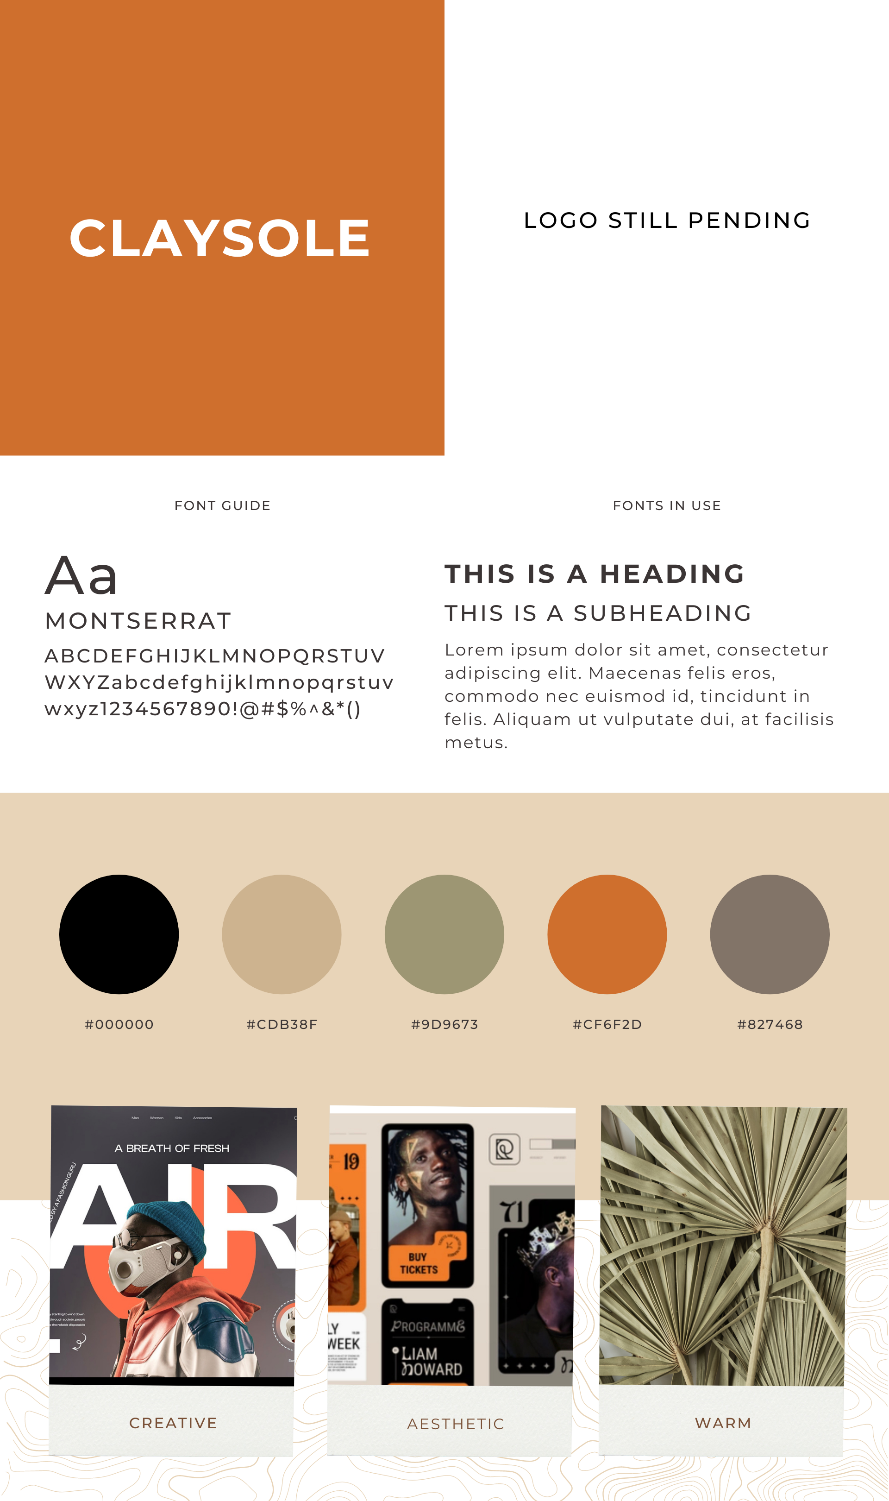 CLAYSOLE
LOGO STILL PENDING
FONT GUIDE
Aa
MONTSERRAT
ABCDEFGHIJKLMNOPQRSTUV
WXYZabcdefghijklmnopqrstuv
wxyz1234567890!@#$%^&*()
FONTS IN USE
THIS IS A HEADING
THIS IS A SUBHEADING
Lorem ipsum dolor sit amet, consectetur
adipiscing elit. Maecenas felis eros,
commodo nec euismod id, tincidunt in
felis. Aliquam ut vulputate dui, at facilisis
metus.
#000000
#CDB38F
#9D9673
#CF6F2D
#827468
A BREATH OF FRESH
AIR
CREATIVE
19
BUY
TICKETS
71
PROGRAMME
LIAM
HOWARD
LY
WEEK
AESTHETIC
WARM